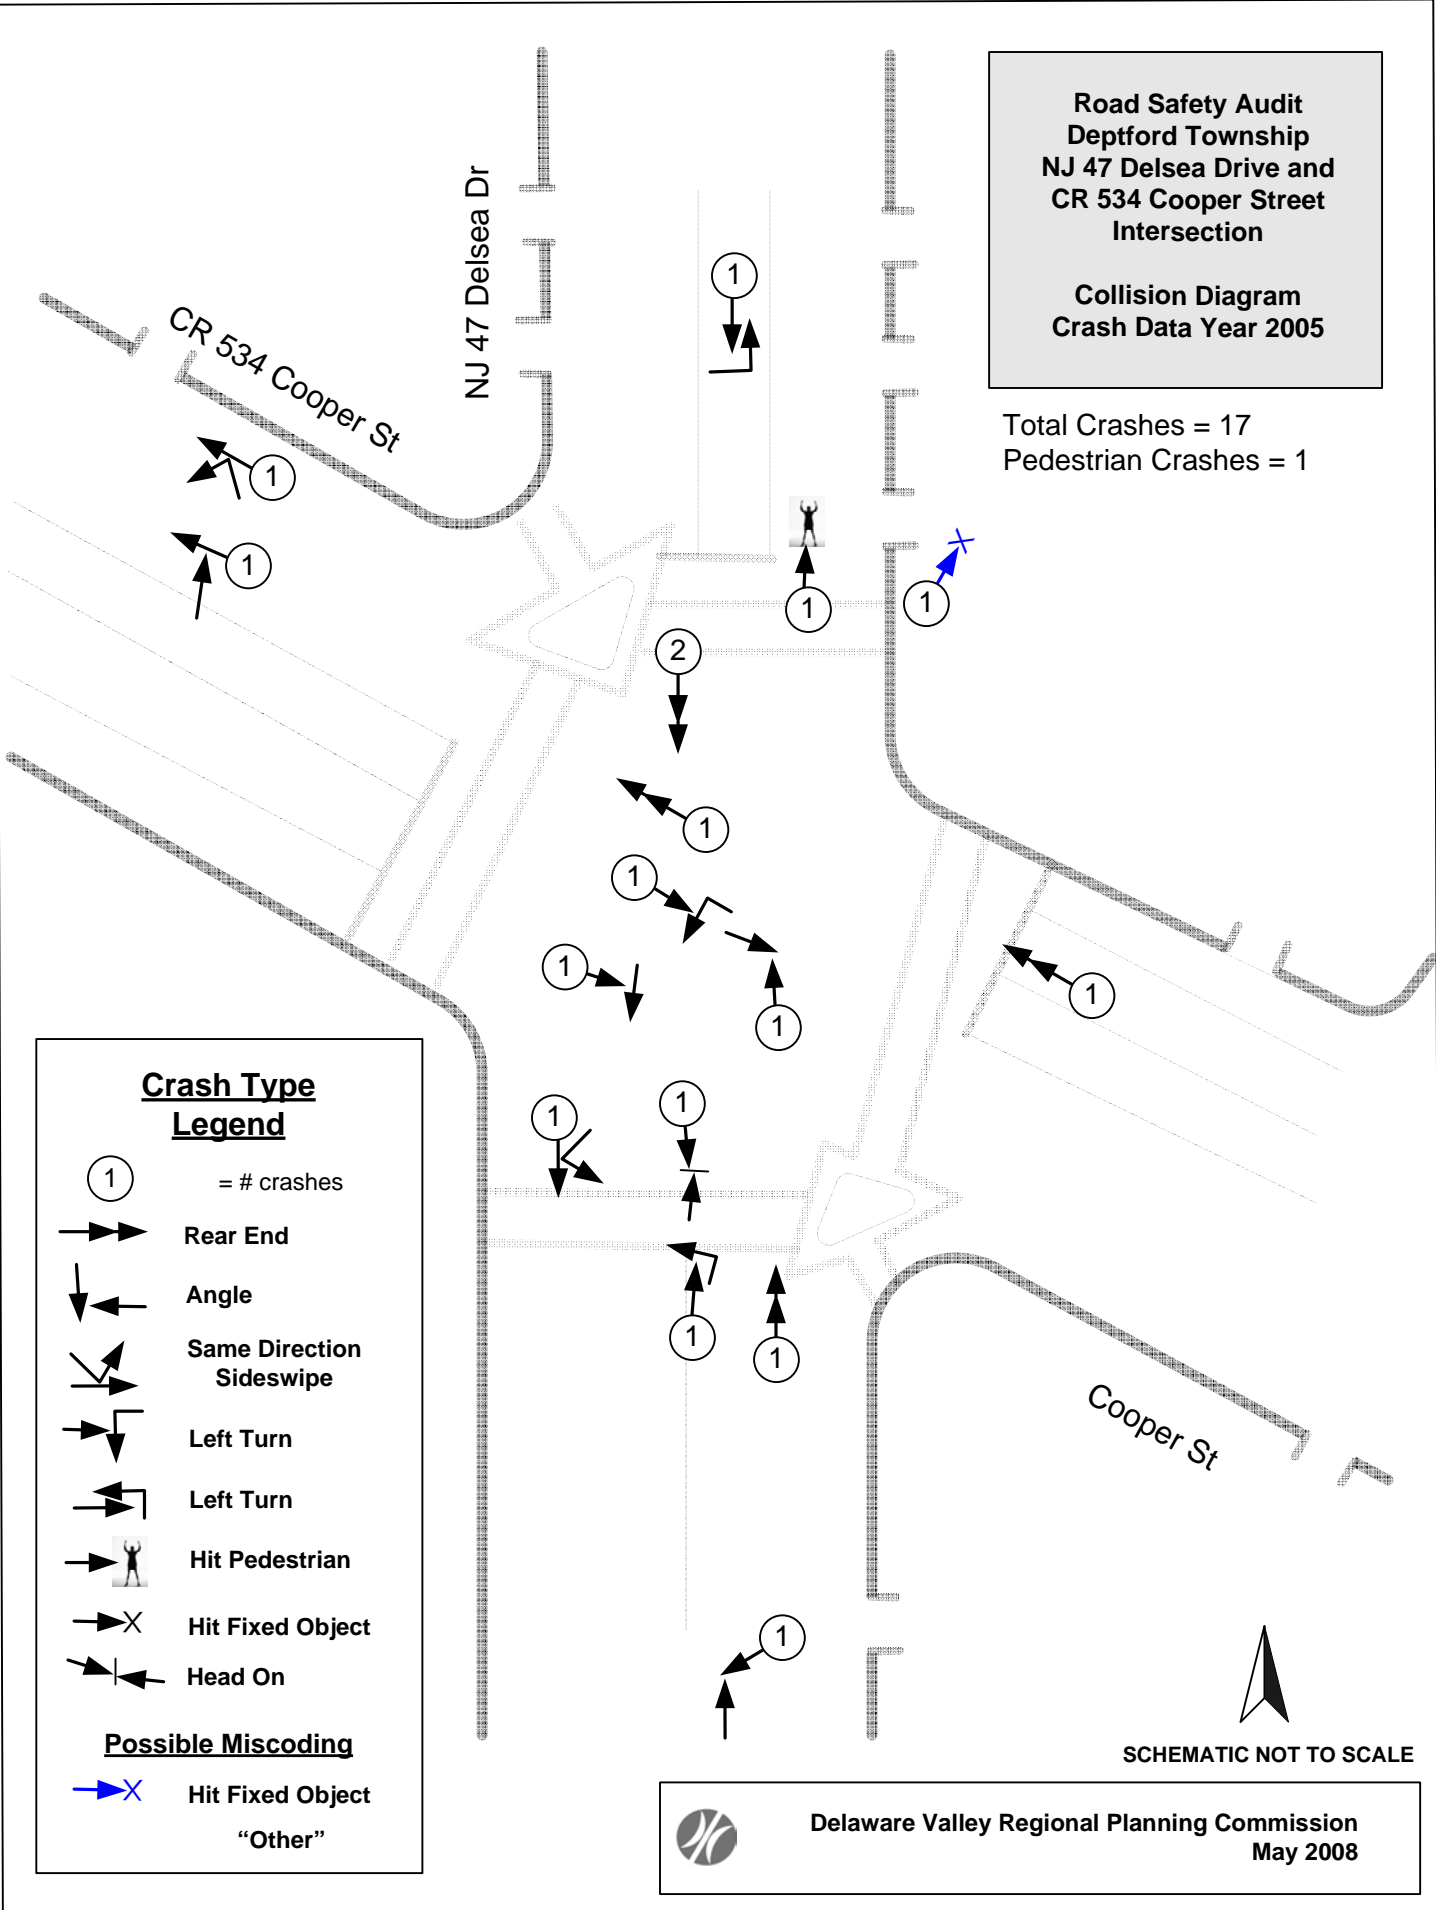 Road Safety Audit
Deptford Township
NJ 47 Delsea Drive and
CR 534 Cooper Street
Intersection
Collision Diagram
Crash Data Year 2005
Total Crashes = 17
Pedestrian Crashes = 1
NJ 47 Delsea Dr
CR 534 Cooper St
1
1
1
1
1
2
1
1
1
1
1
1
1
1
1
Cooper St
1
Crash Type
Legend
1 = # crashes
Rear End
Angle
Same Direction
Sideswipe
Left Turn
Left Turn
Hit Pedestrian
Hit Fixed Object
Head On
Possible Miscoding
Hit Fixed Object
“Other”
SCHEMATIC NOT TO SCALE
Delaware Valley Regional Planning Commission
May 2008